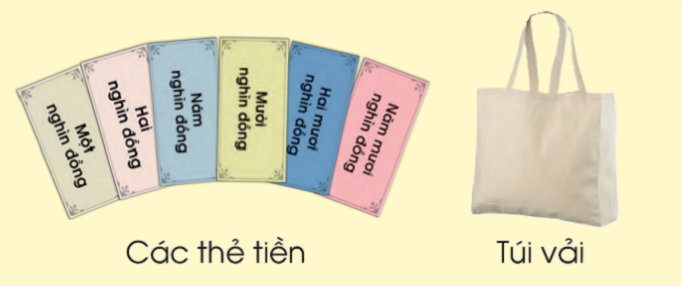 Một
nghìn đồng
Hai
nghìn đồng
Năm
nghìn đồng
Mười
nghìn đồng
Hai mươi
nghìn đồng
Năm mươi
nghìn đồng
Các thẻ tiền
Túi vải